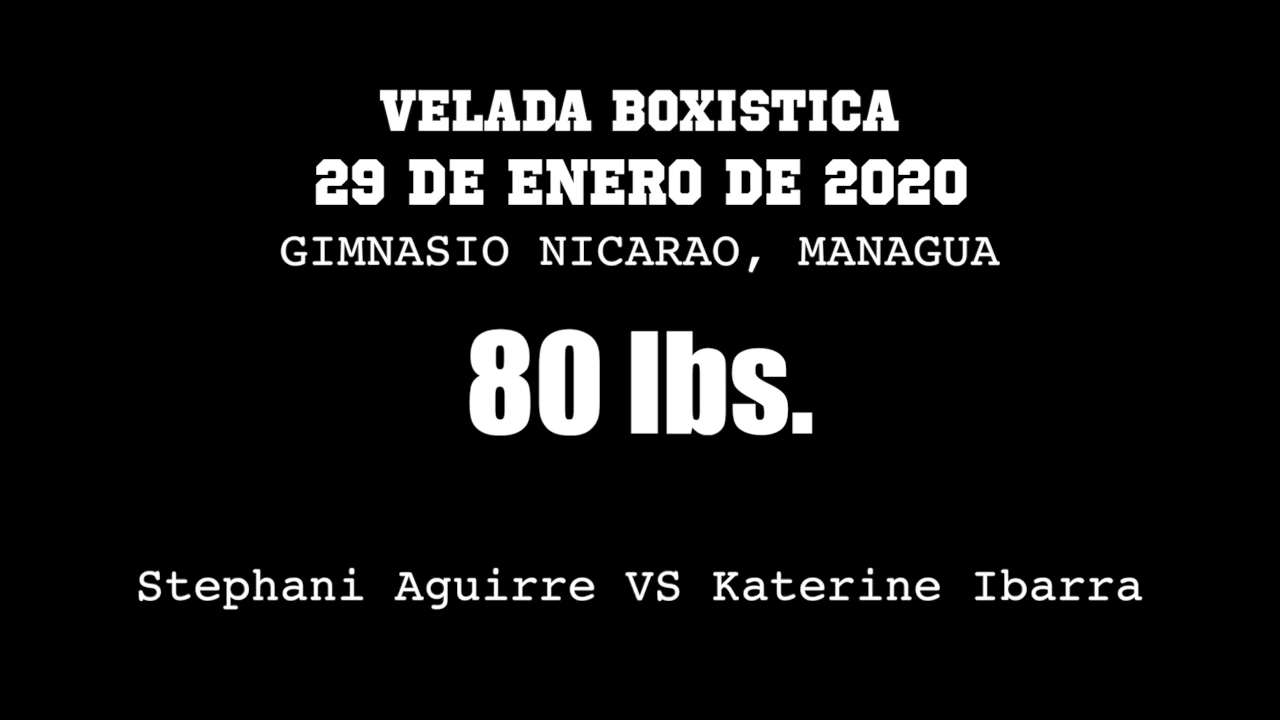 VELADA BOXISTICA
29 DE ENERO DE 2020
GIMNASIO NICARAO, MANAGUA
80 lbs.
Stephani Aguirre VS Katerine Ibarra